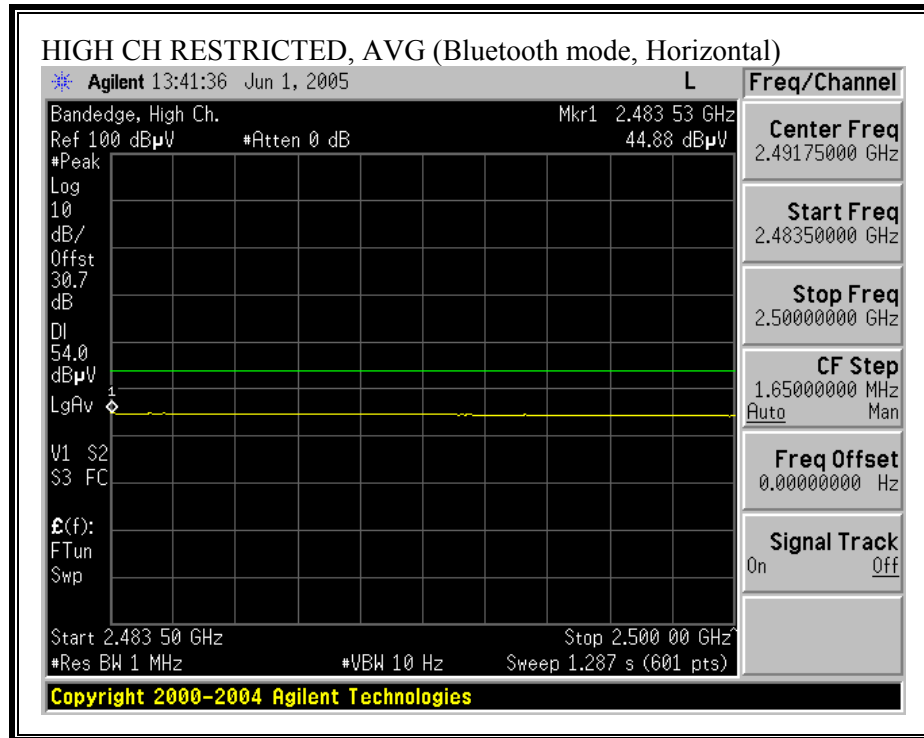 HIGH CH RESTRICTED, AVG (Bluetooth mode, Horizontal)
Agilent 13:41:36 Jun 1, 2005 L
Freq/Channel
Bandedge, High Ch. Mkr1 2.483 53 GHz
Ref 100 dBµV #Atten 0 dB 44.88 dBµV
#Peak
Log
10
dB/
Offst
30.7
dB
DI
54.0
dBµV
LgAv
1
V1 S2
S3 FC
£(f):
FTun
Swp
Start 2.483 50 GHz Stop 2.500 00 GHz^
#Res BW 1 MHz #VBW 10 Hz Sweep 1.287 s (601 pts)
Center Freq
2.49175000 GHz
Start Freq
2.48350000 GHz
Stop Freq
2.50000000 GHz
CF Step
1.65000000 MHz
Auto Man
Freq Offset
0.00000000 Hz
Signal Track
On Off
Copyright 2000-2004 Agilent Technologies